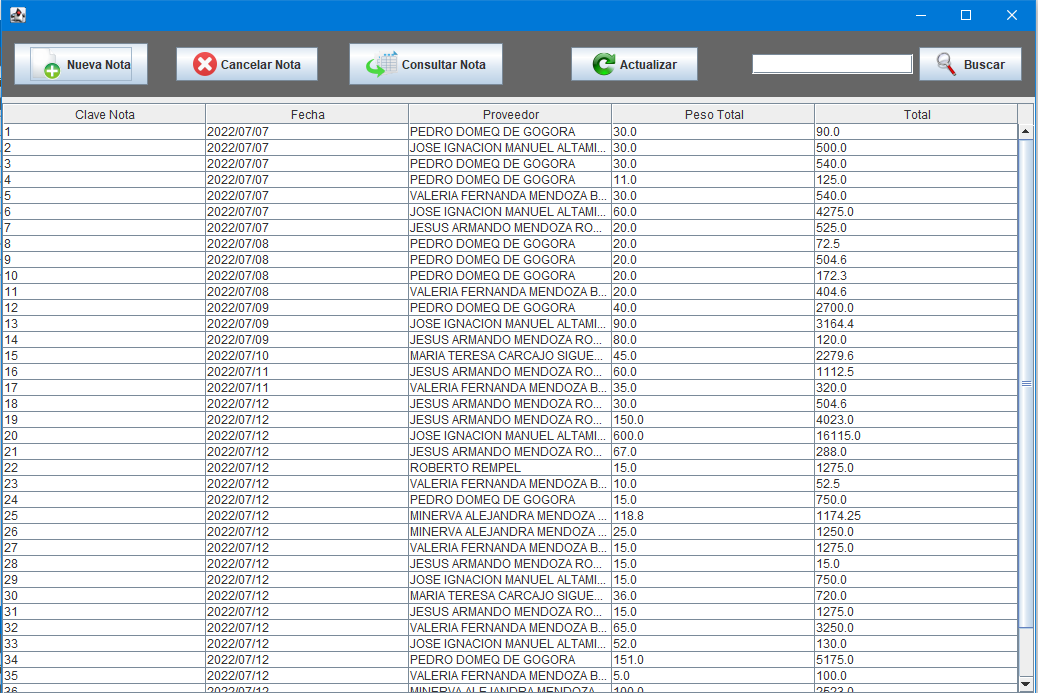 Nueva Nota Cancelar Nota Consultar Nota Actualizar Buscar
Clave Nota Fecha Proveedor Peso Total Total
1 2022/07/07 PEDRO DOMEQ DE GOGORA 30.0 90.0
2 2022/07/07 JOSE IGNACION MANUEL ALTAMI... 30.0 500.0
3 2022/07/07 PEDRO DOMEQ DE GOGORA 30.0 540.0
4 2022/07/07 PEDRO DOMEQ DE GOGORA 11.0 125.0
5 2022/07/07 VALERIA FERNANDA MENDOZA B... 30.0 540.0
6 2022/07/07 JOSE IGNACION MANUEL ALTAMI... 60.0 4275.0
7 2022/07/07 JESUS ARMANDO MENDOZA RO... 20.0 525.0
8 2022/07/08 PEDRO DOMEQ DE GOGORA 20.0 72.5
9 2022/07/08 PEDRO DOMEQ DE GOGORA 20.0 504.6
10 2022/07/08 PEDRO DOMEQ DE GOGORA 20.0 172.3
11 2022/07/08 VALERIA FERNANDA MENDOZA B... 20.0 404.6
12 2022/07/09 PEDRO DOMEQ DE GOGORA 40.0 2700.0
13 2022/07/09 JOSE IGNACION MANUEL ALTAMI... 90.0 3164.4
14 2022/07/09 JESUS ARMANDO MENDOZA RO... 80.0 120.0
15 2022/07/10 MARIA TERESA CARCAJO SIGUE... 45.0 2279.6
16 2022/07/11 JESUS ARMANDO MENDOZA RO... 60.0 1112.5
17 2022/07/11 VALERIA FERNANDA MENDOZA B... 35.0 320.0
18 2022/07/12 JESUS ARMANDO MENDOZA RO... 30.0 504.6
19 2022/07/12 JESUS ARMANDO MENDOZA RO... 150.0 4023.0
20 2022/07/12 JOSE IGNACION MANUEL ALTAMI... 600.0 16115.0
21 2022/07/12 JESUS ARMANDO MENDOZA RO... 67.0 288.0
22 2022/07/12 ROBERTO REMPEL 15.0 1275.0
23 2022/07/12 VALERIA FERNANDA MENDOZA B... 10.0 52.5
24 2022/07/12 PEDRO DOMEQ DE GOGORA 15.0 750.0
25 2022/07/12 MINERVA ALEJANDRA MENDOZA ... 118.8 1174.25
26 2022/07/12 MINERVA ALEJANDRA MENDOZA ... 25.0 1250.0
27 2022/07/12 VALERIA FERNANDA MENDOZA B... 15.0 1275.0
28 2022/07/12 JESUS ARMANDO MENDOZA RO... 15.0 15.0
29 2022/07/12 JOSE IGNACION MANUEL ALTAMI... 15.0 750.0
30 2022/07/12 MARIA TERESA CARCAJO SIGUE... 36.0 720.0
31 2022/07/12 JESUS ARMANDO MENDOZA RO... 15.0 1275.0
32 2022/07/12 VALERIA FERNANDA MENDOZA B... 65.0 3250.0
33 2022/07/12 JOSE IGNACION MANUEL ALTAMI... 52.0 130.0
34 2022/07/12 PEDRO DOMEQ DE GOGORA 151.0 5175.0
35 2022/07/12 VALERIA FERNANDA MENDOZA B... 5.0 100.0
36 2022/07/12 MINERVA ALEJANDRA MENDOZA ... 100.0 2523.0